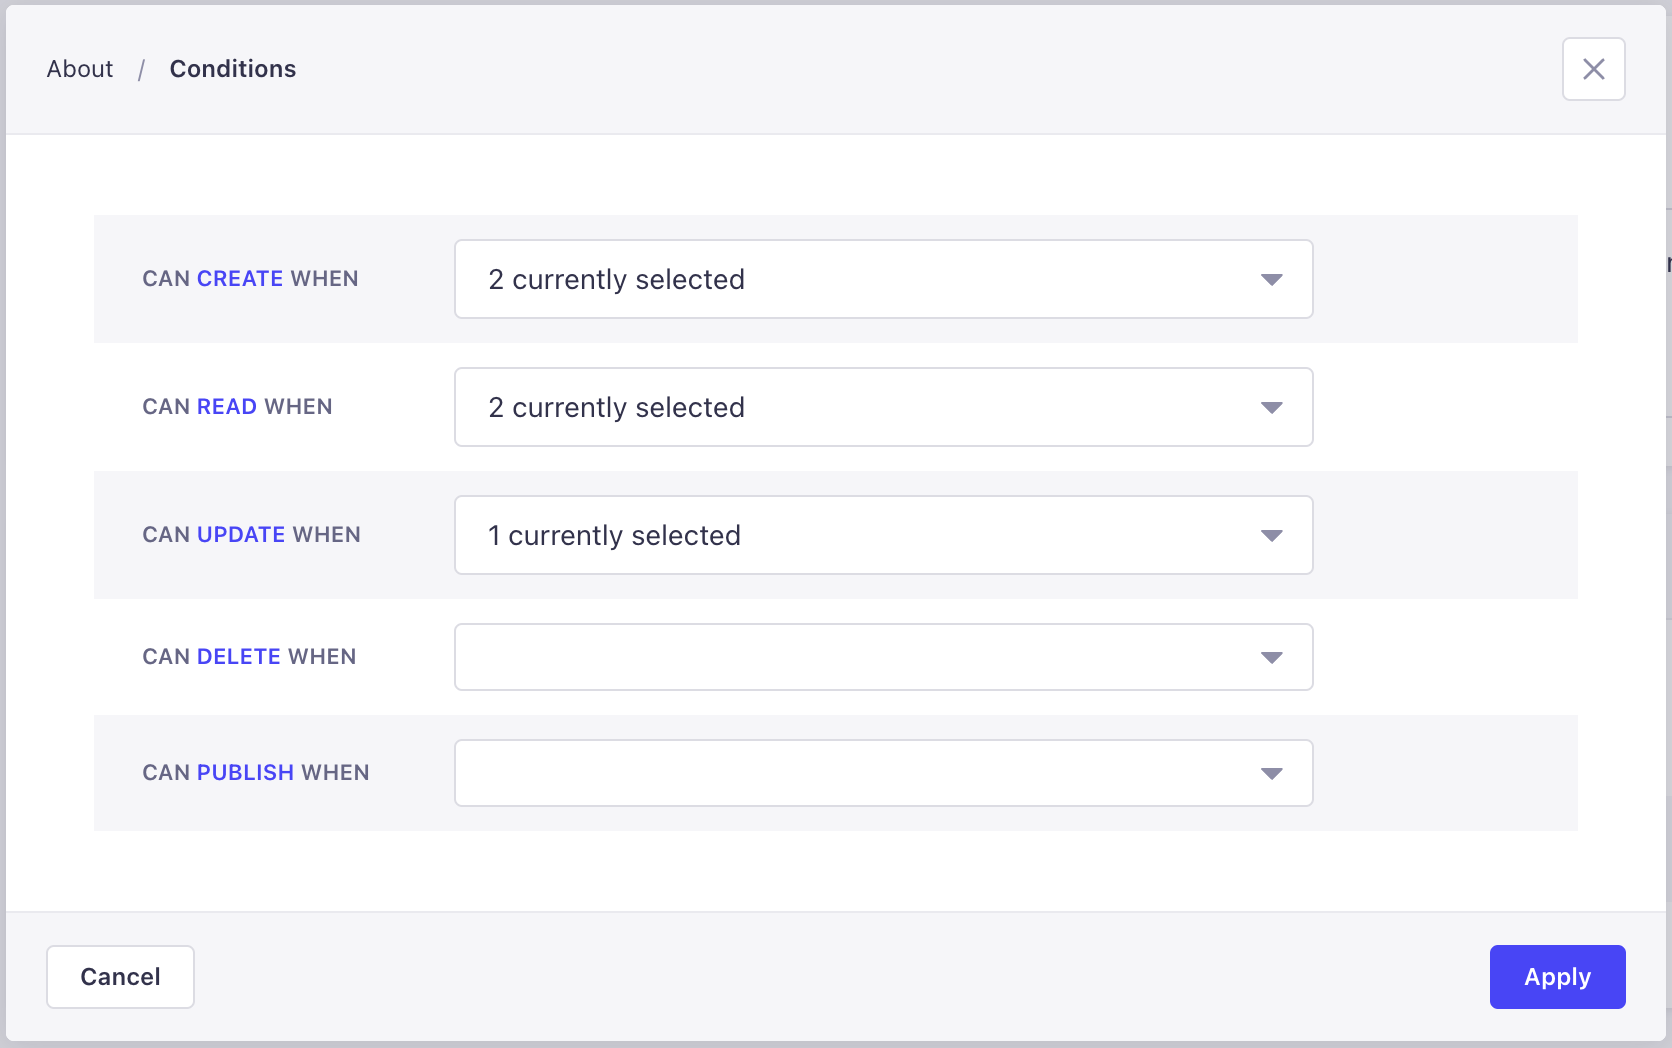 About / Conditions
CAN CREATE WHEN 2 currently selected
CAN READ WHEN 2 currently selected
CAN UPDATE WHEN 1 currently selected
CAN DELETE WHEN
CAN PUBLISH WHEN
Cancel Apply